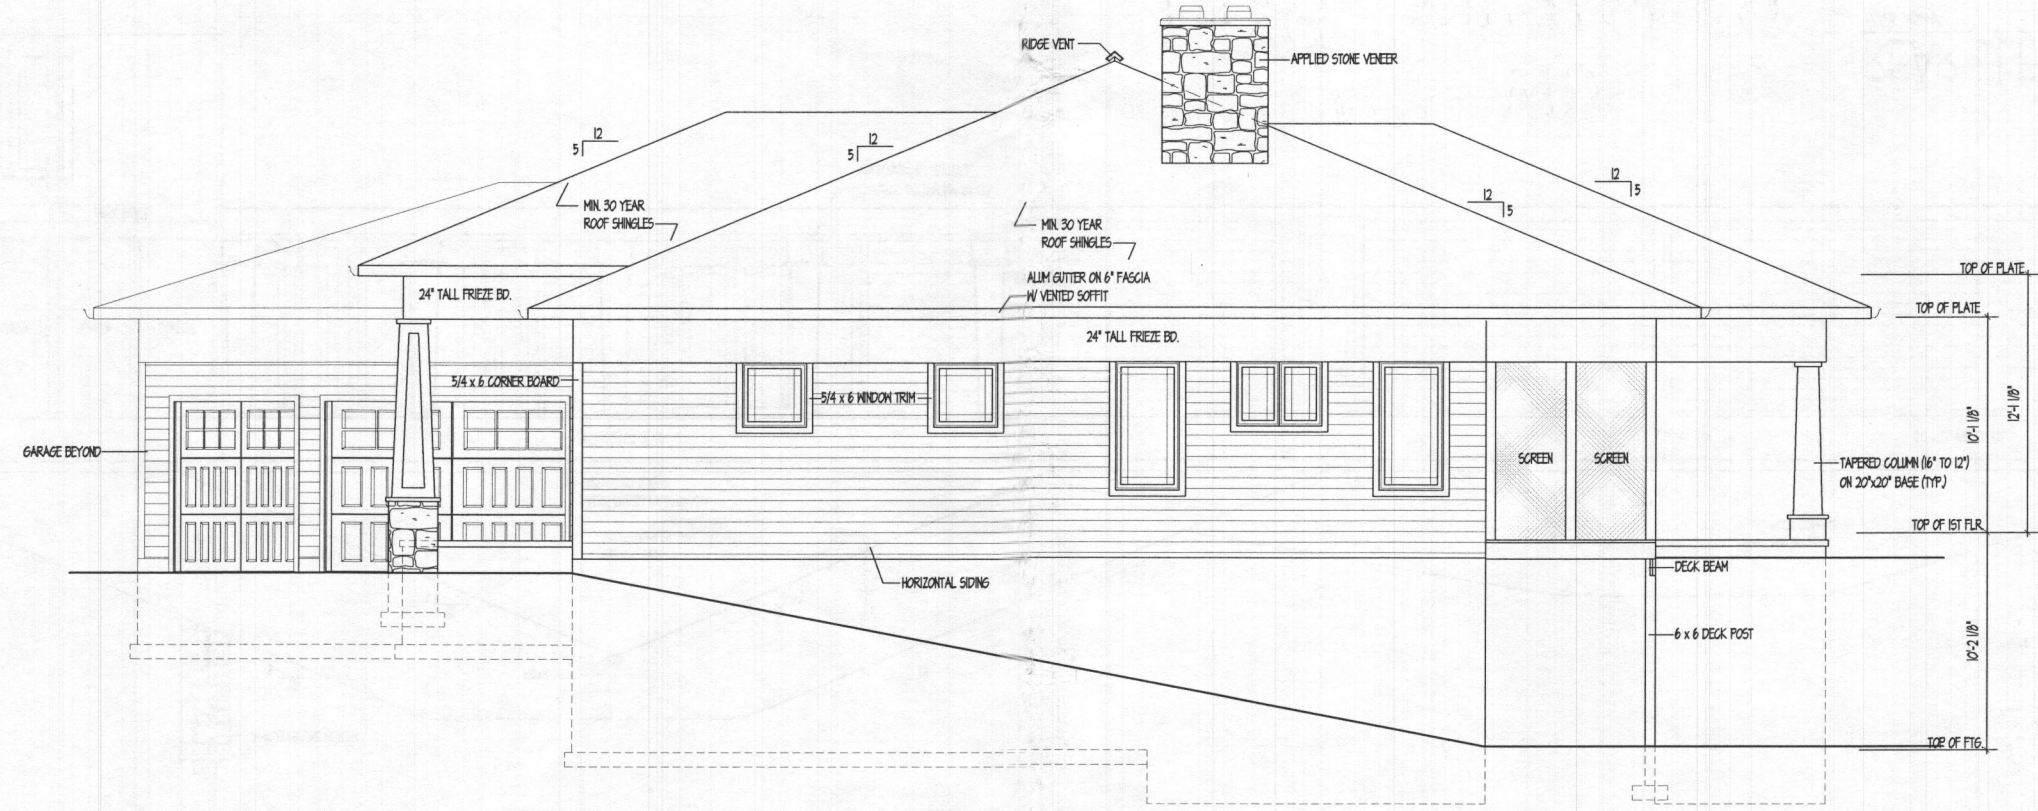 RIDGE VENT
APPLIED STONE VENEER
12
5
12
5
12
5
12
5
MIN. 30 YEAR
ROOF SHINGLES
MIN. 30 YEAR
ROOF SHINGLES
ALUM GUTTER ON 6" FASCIA
W/ VENTED SOFFIT
TOP OF PLATE
TOP OF PLATE
24" TALL FRIEZE BD.
24" TALL FRIEZE BD.
5/4 x 6 CORNER BOARD
5/4 x 6 WINDOW TRIM
GARAGE BEYOND
SCREEN
SCREEN
TAPERED COLUMN (16" TO 12")
ON 20"x20" BASE (TYP.)
10'-1 1/8"
12'-1 1/8"
TOP OF 1ST FLR.
HORIZONTAL SIDING
DECK BEAM
6 x 6 DECK POST
10'-2 1/8"
TOP OF FTG.